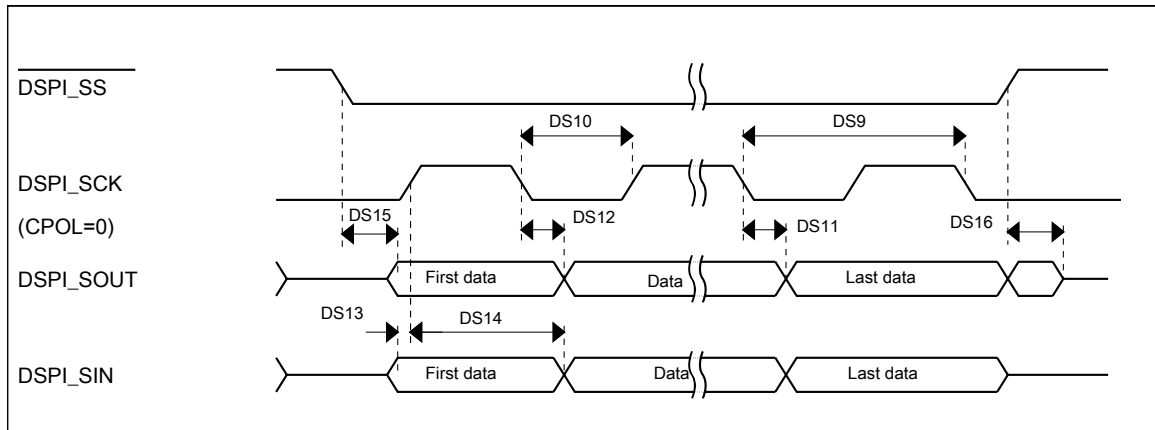 DSPI_SS
DS10
DS9
DSPI_SCK
DS15
DS12
DS11
DS16
(CPOL=0)
DSPI_SOUT
First data
Data
Last data
DS13
DS14
DSPI_SIN
First data
Data
Last data